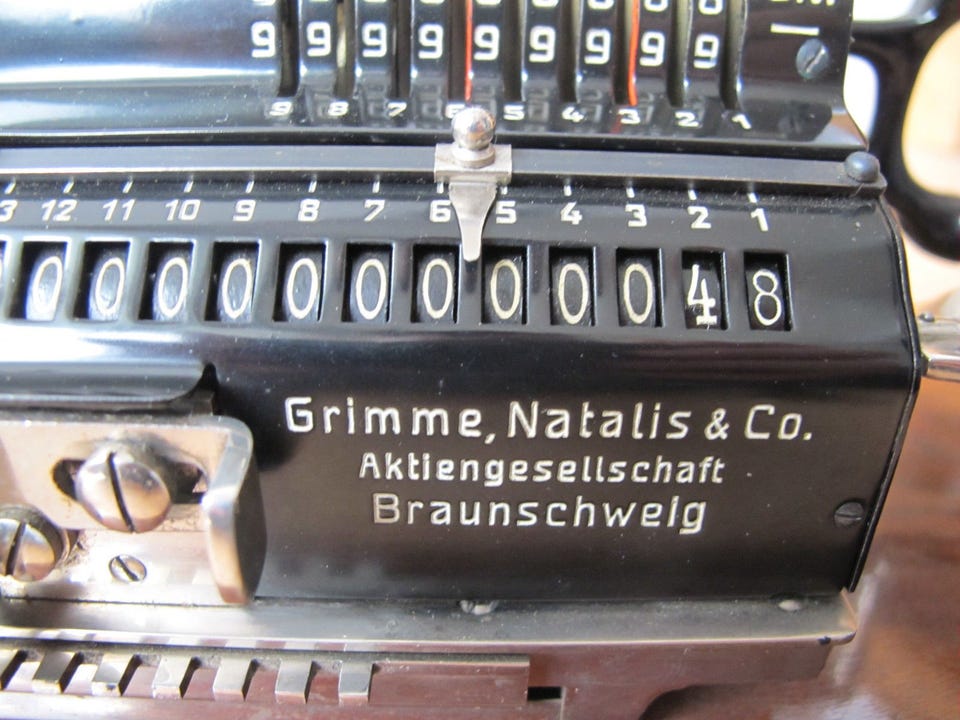 9 9 9 9 9 9 9 9 9
9 8 7 6 5 4 3 2 1
3 12 11 10 9 8 7 6 5 4 3 2 1
0 0 0 0 0 0 0 0 0 0 4 8
Grimme, Natalis & Co.
Aktiengesellschaft
Braunschweig